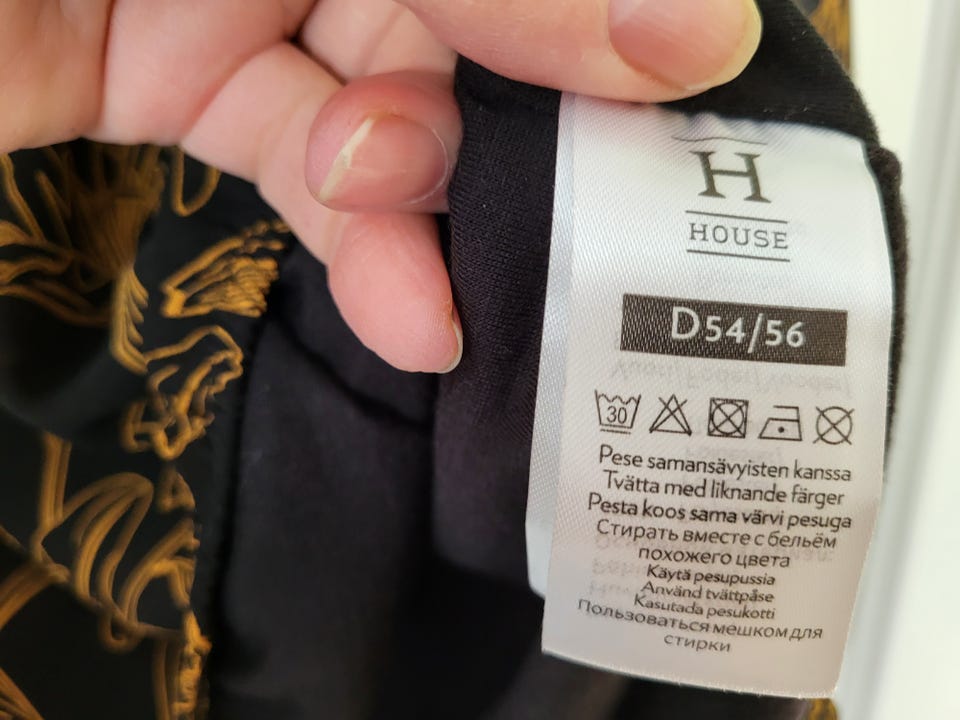 H
HOUSE
D54/56
30
Pese samansävyisten kanssa
Tvätta med liknande färger
Pesta koos sama värvi pesuga
Стирать вместе с бельём
похожего цвета
Käytä pesupussia
Använd tvättpåse
Kasutada pesukotti
Пользоваться мешком для
стирки